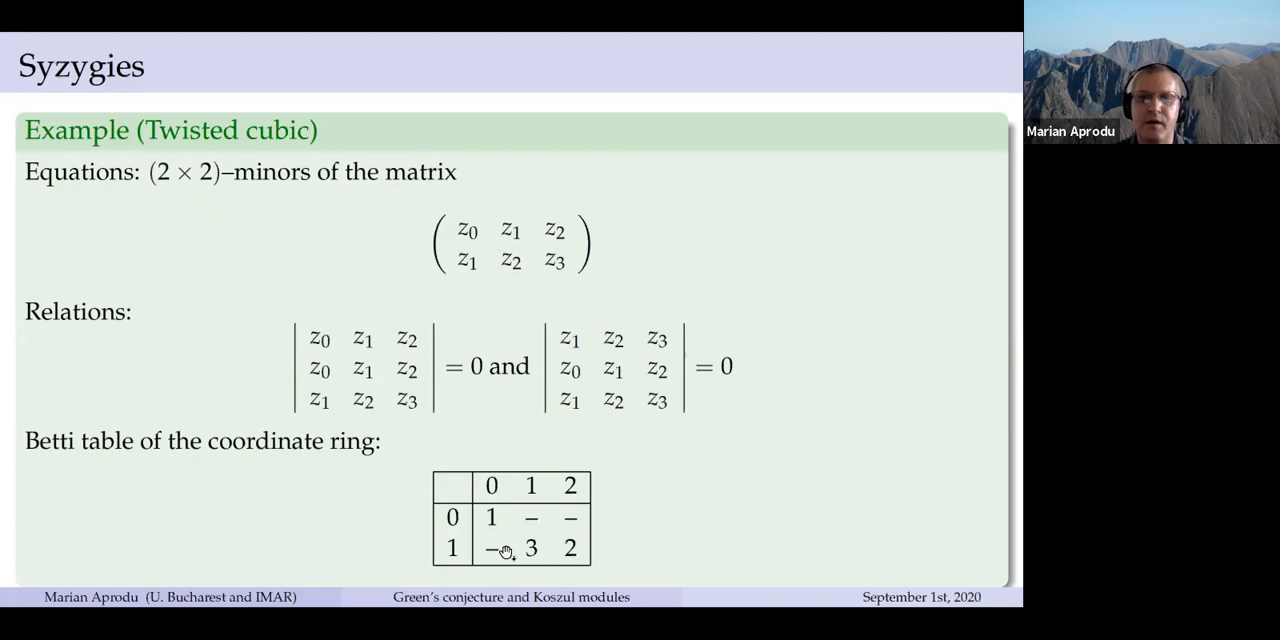 Syzygies
Example (Twisted cubic)
Equations: (2 × 2)–minors of the matrix
( z₀ z₁ z₂
z₁ z₂ z₃ )
Relations:
| z₀ z₁ z₂ |
| z₀ z₁ z₂ | = 0 and
| z₁ z₂ z₃ |
| z₁ z₂ z₃ |
| z₀ z₁ z₂ | = 0
| z₁ z₂ z₃ |
Betti table of the coordinate ring:
0 1 2
0 1 – –
1 – 3 2
Marian Aprodu (U. Bucharest and IMAR) Green's conjecture and Koszul modules September 1st, 2020
Marian Aprodu